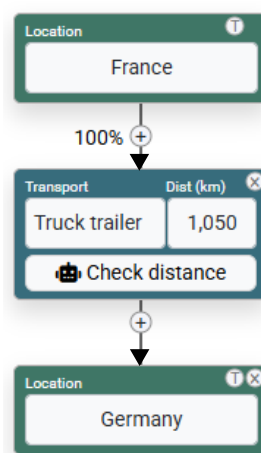 Location
T
France
100% +
Transport Dist (km) x
Truck trailer 1,050
Check distance
+
Location T x
Germany